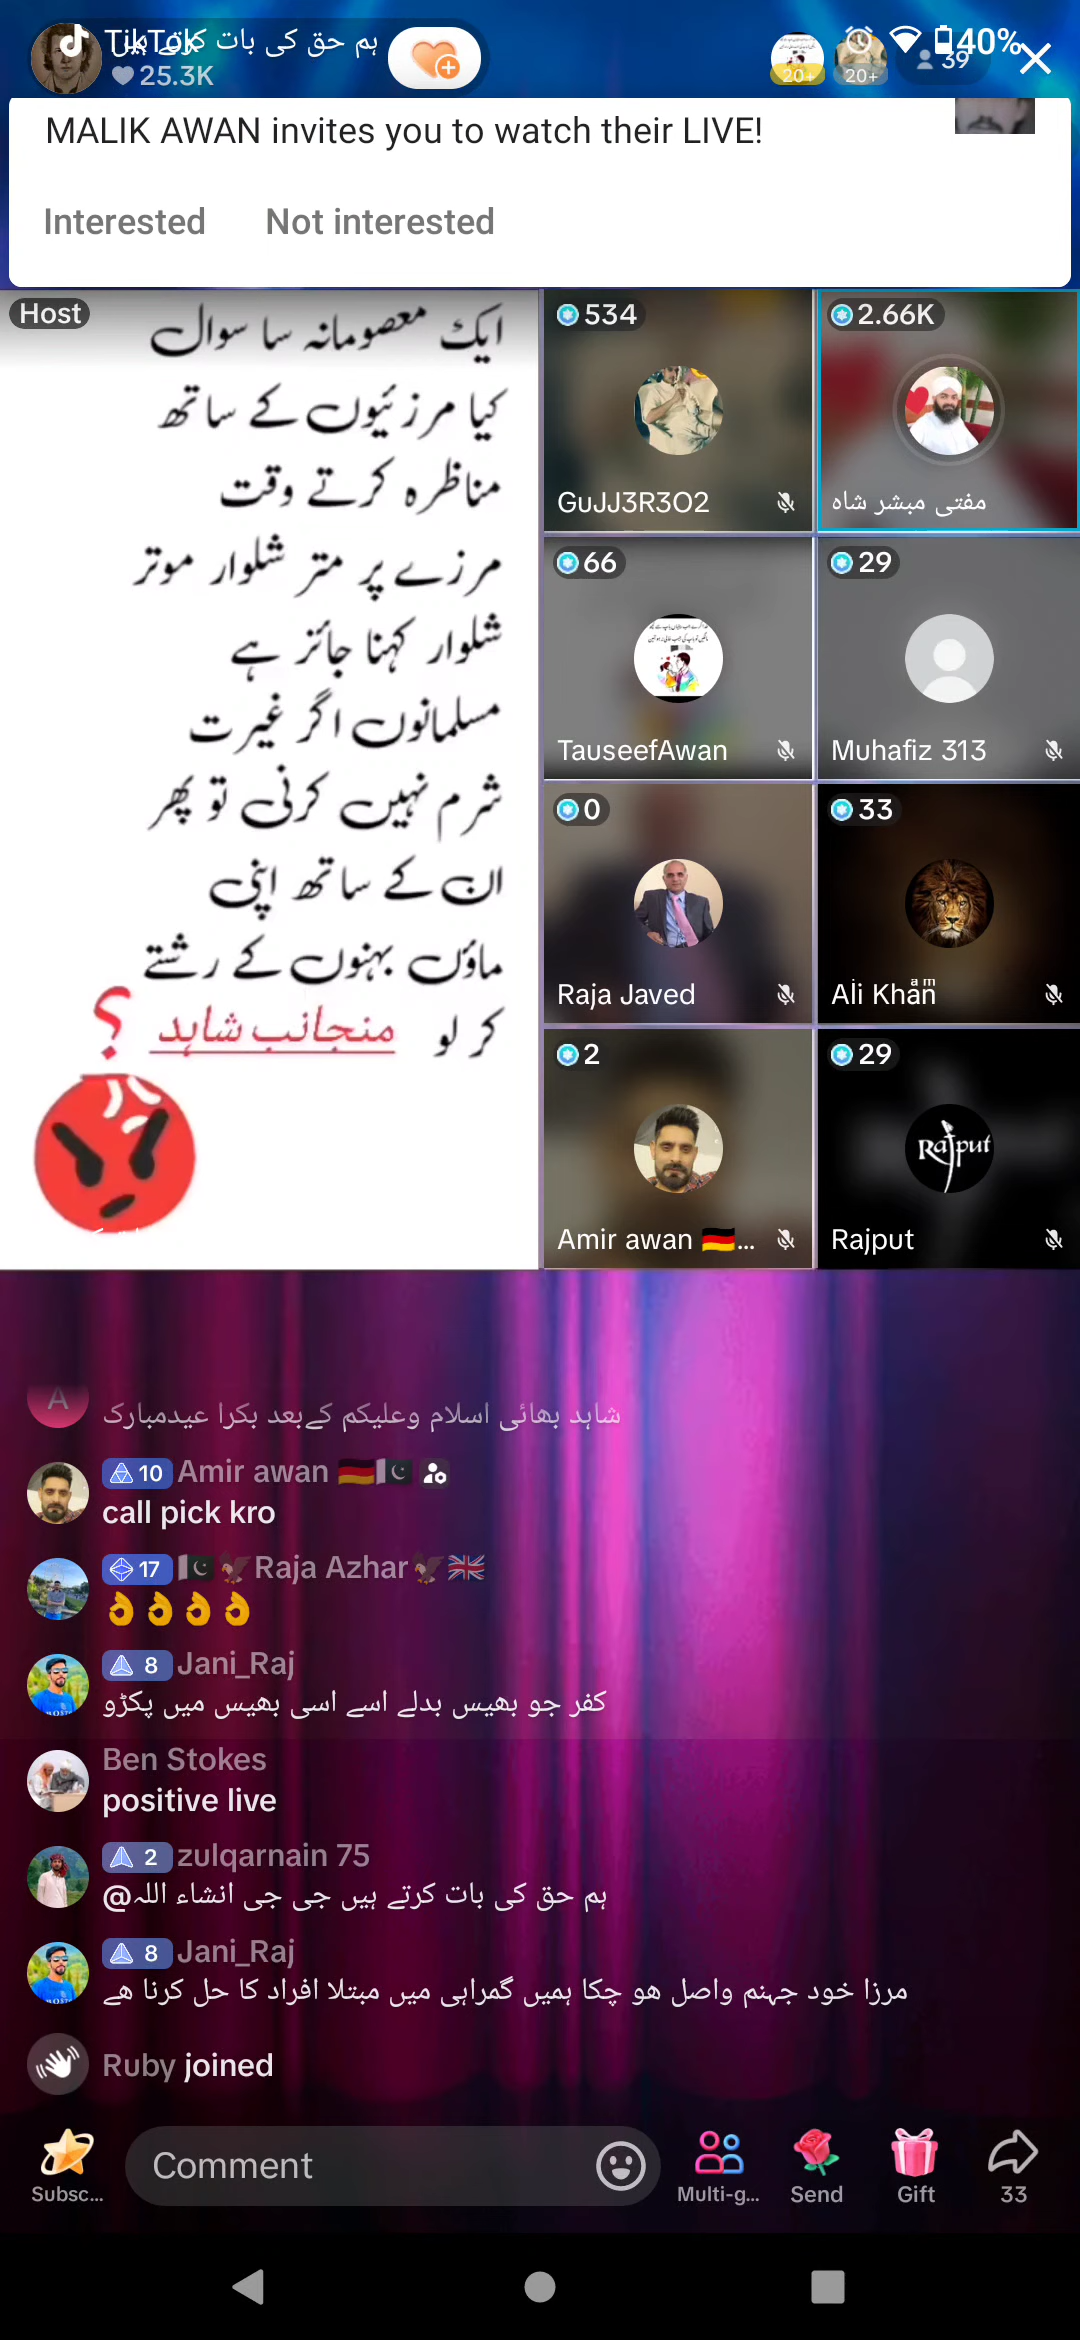 TikTok
ہم حق کی بات کرتے ہیں
25.3K
20+
20+
39
40%
MALIK AWAN invites you to watch their LIVE!
Interested
Not interested
Host
ایک معصومانہ سا سوال
کیا مرزئیوں کے ساتھ
مناظرہ کرتے وقت
مرزے پر متر شلوار موتر
شلوار کہنا جائز ہے
مسلمانوں اگر غیرت
شرم نہیں کرنی تو پھر
ان کے ساتھ اپنی
ماؤں بہنوں کے رشتے
کر لو منجانب شاہد ؟
534
GuJJ3R3O2
2.66K
مفتی مبشر شاہ
66
TauseefAwan
29
Muhafiz 313
0
Raja Javed
33
Ali Khan
2
Amir awan 🇩🇪...
29
Rajput
Rajput
A
شاہد بھائی اسلام وعلیکم کےبعد بکرا عیدمبارک
10 Amir awan 🇩🇪🇵🇰
call pick kro
17 🇵🇰🦅Raja Azhar🦅🇬🇧
👌👌👌👌
8 Jani_Raj
کفر جو بھیس بدلے اسے اسی بھیس میں پکڑو
Ben Stokes
positive live
2 zulqarnain 75
@ہم حق کی بات کرتے ہیں جی جی انشاء اللہ
8 Jani_Raj
مرزا خود جہنم واصل ھو چکا ہمیں گمراہی میں مبتلا افراد کا حل کرنا ھے
Ruby joined
Subsc...
Comment
Multi-g...
Send
Gift
33